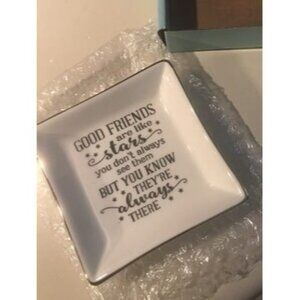 GOOD FRIENDS
are like
stars
you don't always
see them
BUT YOU KNOW
THEY'RE
always
THERE